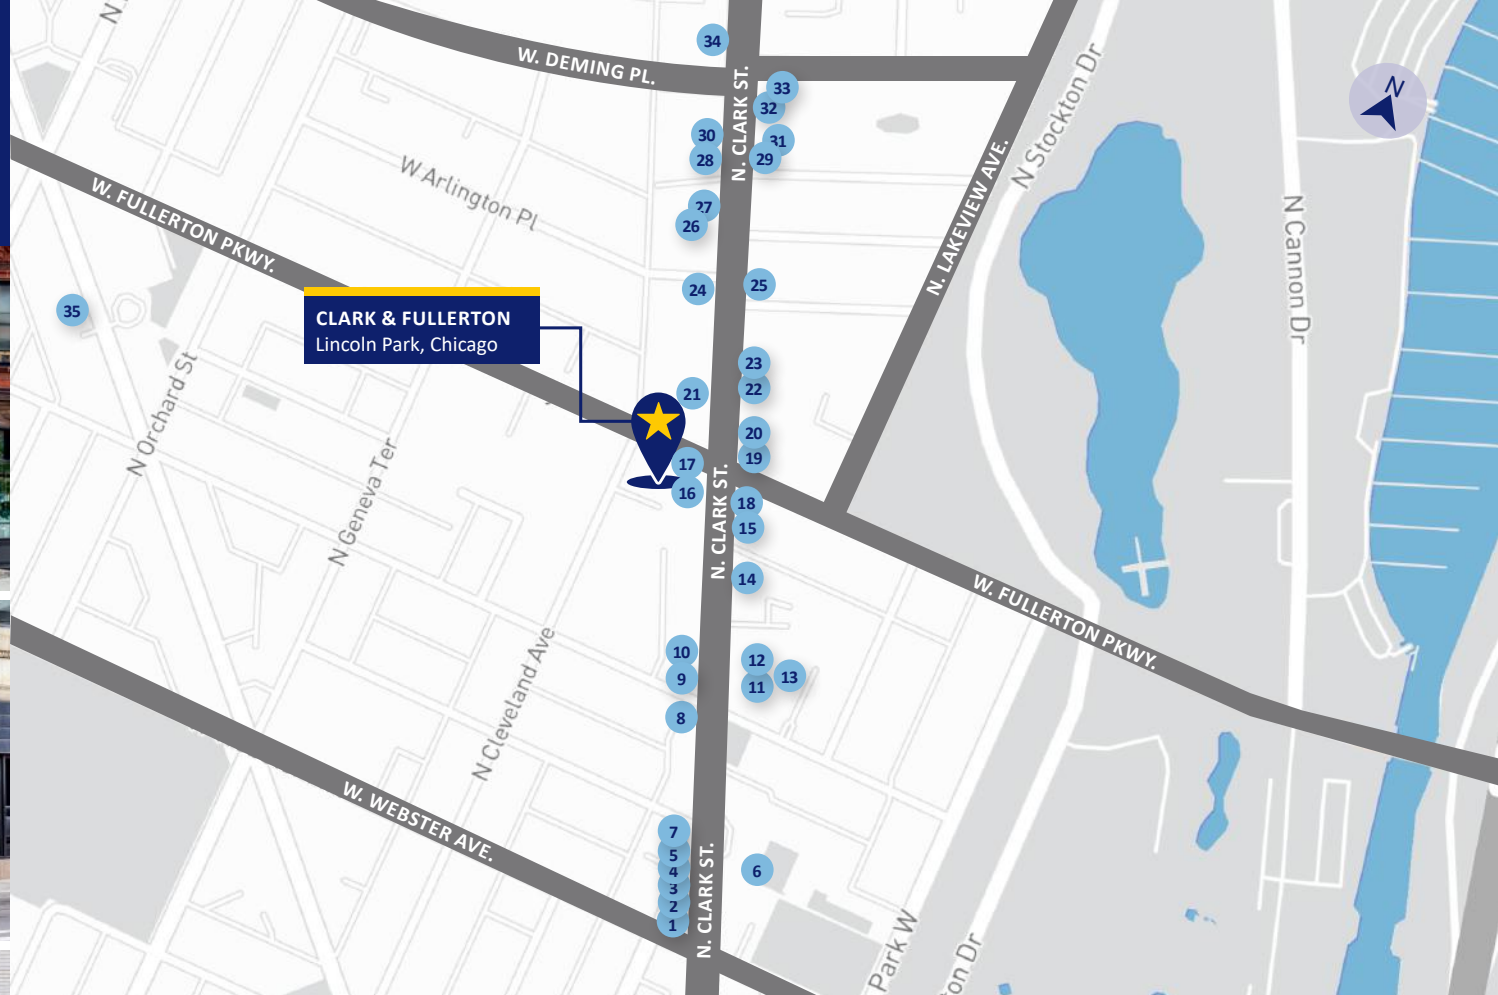 N
34
W. DEMING PL.
N. CLARK ST.
33
32
N
N Stockton Dr
30
31
28
29
W Arlington Pl
N. LAKEVIEW AVE.
W. FULLERTON PKWY.
27
26
N Cannon Dr
24
25
35
CLARK & FULLERTON
Lincoln Park, Chicago
23
22
21
N Orchard St
20
19
17
16
N. CLARK ST.
18
15
N Geneva Ter
14
W. FULLERTON PKWY.
10
9
12
13
11
8
N Cleveland Ave
W. WEBSTER AVE.
7
5
4
3
2
1
6
N. CLARK ST.
Park W
ton Dr